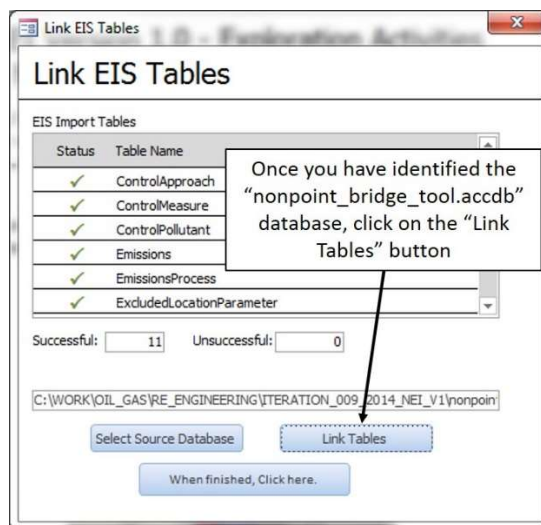 Link EIS Tables
Link EIS Tables
EIS Import Tables
Status Table Name
ControlApproach
ControlMeasure
ControlPollutant
Emissions
EmissionsProcess
ExcludedLocationParameter
Once you have identified the
“nonpoint_bridge_tool.accdb”
database, click on the “Link
Tables” button
Successful: 11 Unsuccessful: 0
C:\WORK\OIL_GAS\RE_ENGINEERING\ITERATION_009_2014_NEI_V1\nonpoin
Select Source Database Link Tables
When finished, Click here.